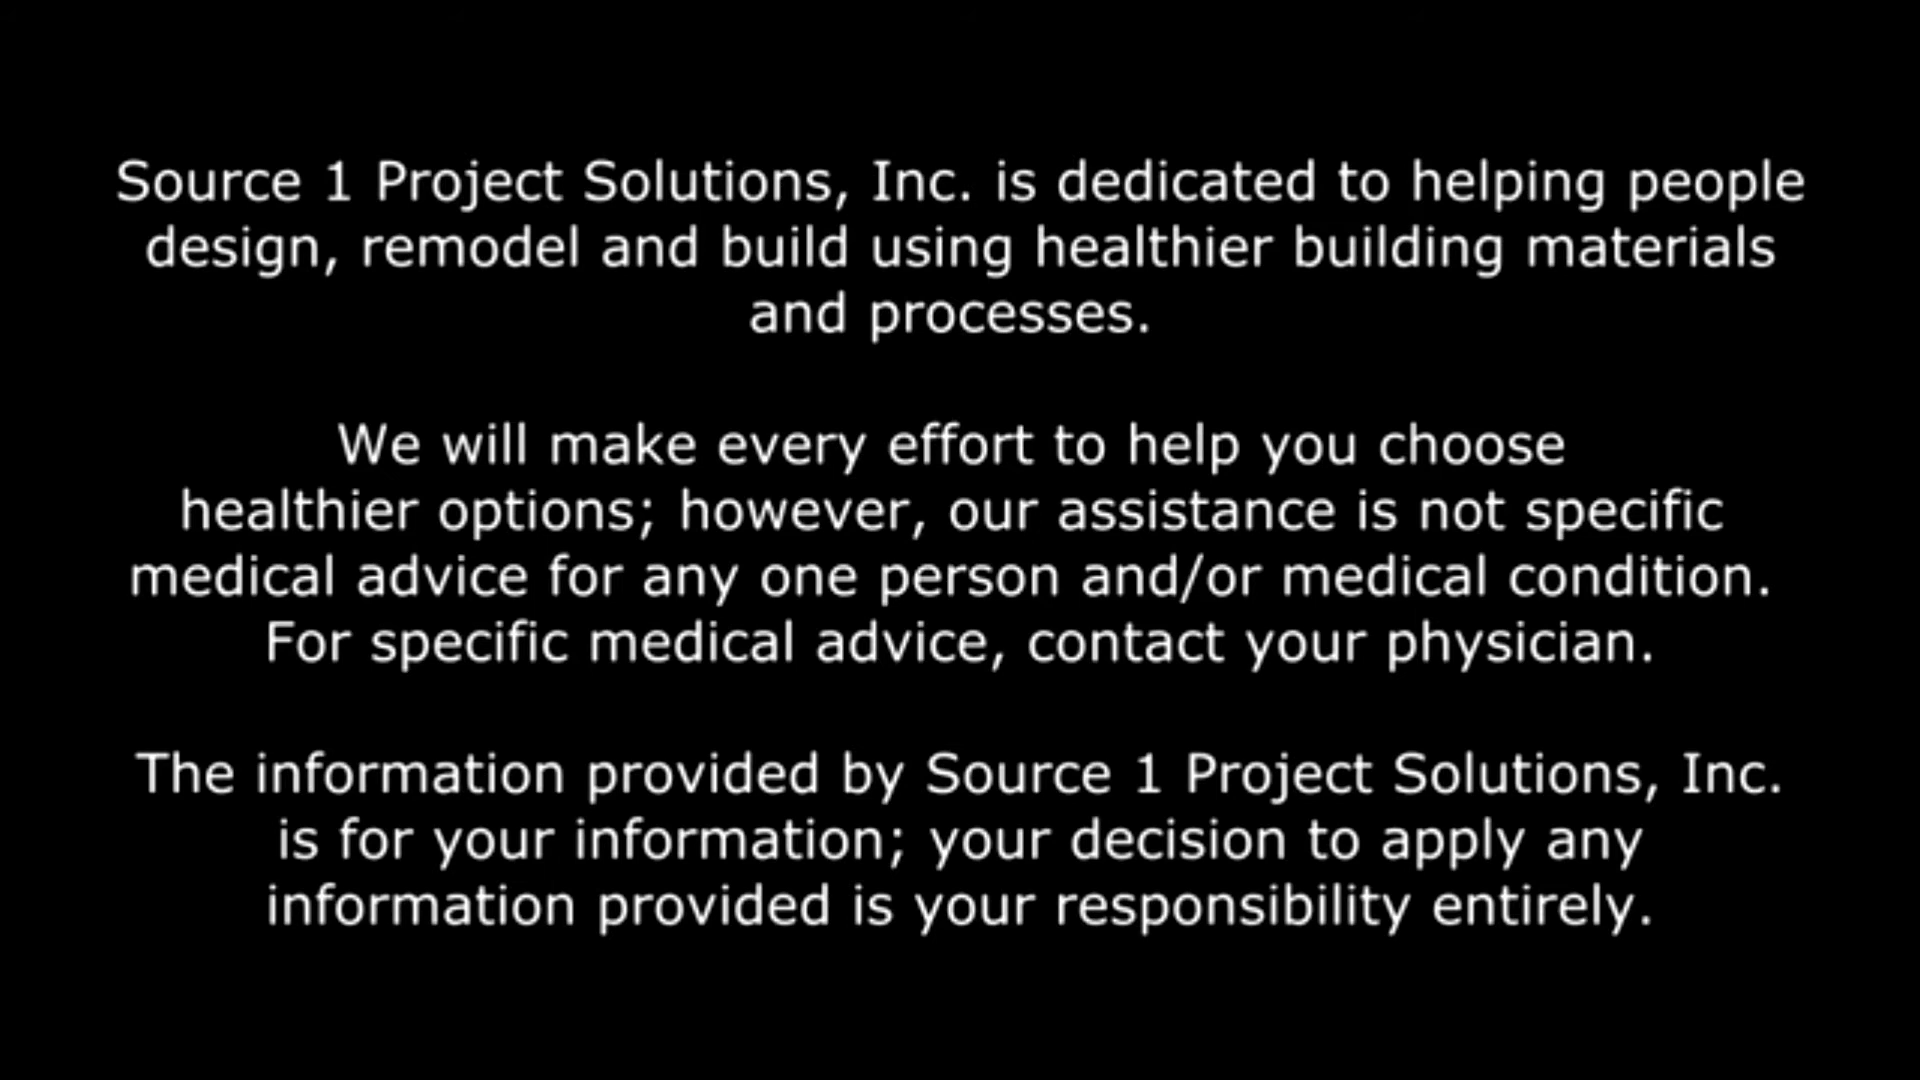 Source 1 Project Solutions, Inc. is dedicated to helping people
design, remodel and build using healthier building materials
and processes.
We will make every effort to help you choose
healthier options; however, our assistance is not specific
medical advice for any one person and/or medical condition.
For specific medical advice, contact your physician.
The information provided by Source 1 Project Solutions, Inc.
is for your information; your decision to apply any
information provided is your responsibility entirely.